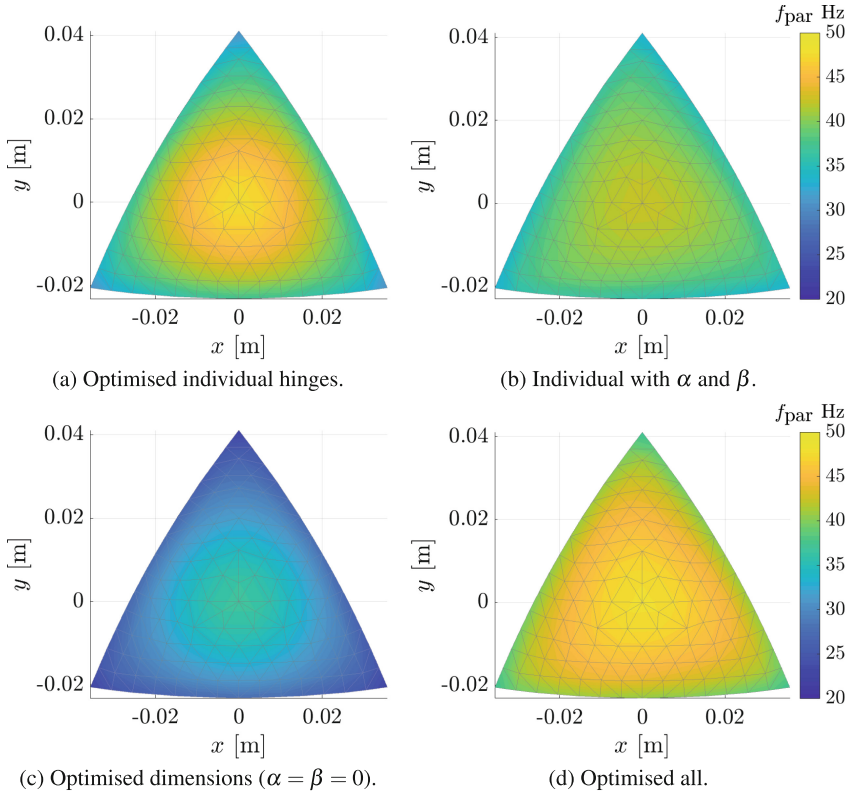 f_par Hz
0.04
0.02
0
-0.02
y [m]
-0.02 0 0.02
x [m]
(a) Optimised individual hinges.
0.04
0.02
0
-0.02
y [m]
-0.02 0 0.02
x [m]
(b) Individual with α and β.
50
45
40
35
30
25
20
0.04
0.02
0
-0.02
y [m]
-0.02 0 0.02
x [m]
(c) Optimised dimensions (α = β = 0).
f_par Hz
0.04
0.02
0
-0.02
y [m]
-0.02 0 0.02
x [m]
(d) Optimised all.
50
45
40
35
30
25
20